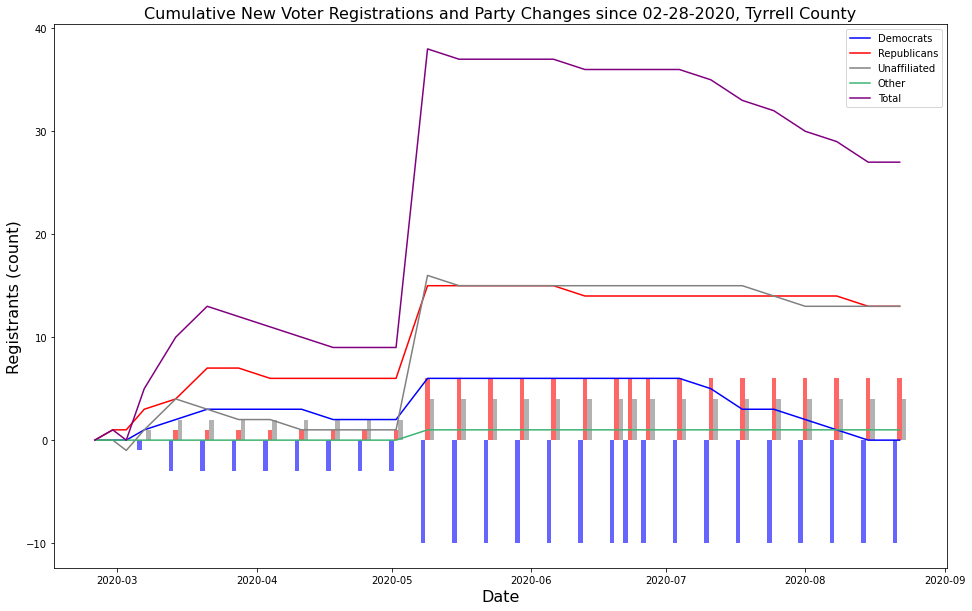 Cumulative New Voter Registrations and Party Changes since 02-28-2020, Tyrrell County
Democrats
Republicans
Unaffiliated
Other
Total
Registrants (count)
40
30
20
10
0
−10
2020-03
2020-04
2020-05
2020-06
2020-07
2020-08
2020-09
Date